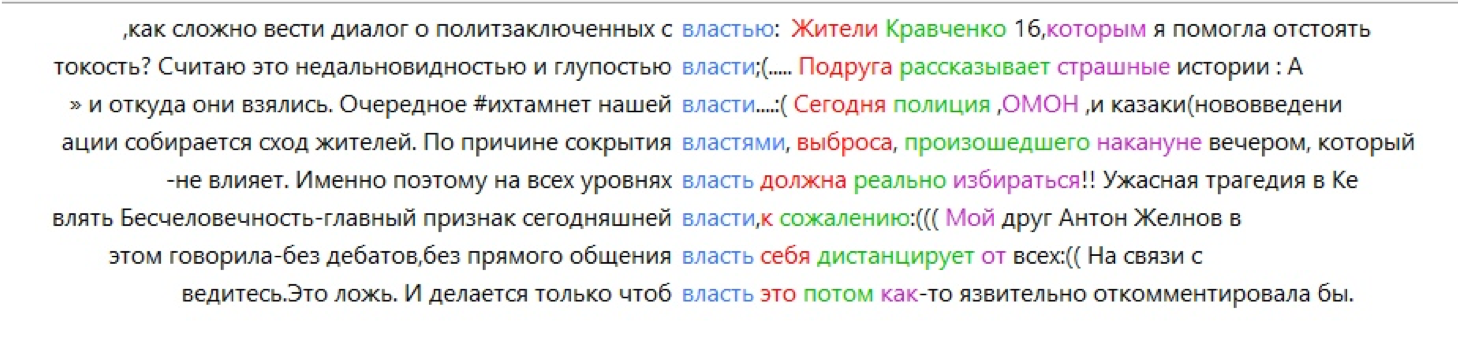 ,как сложно вести диалог о политзаключенных с властью: Жители Кравченко 16,которым я помогла отстоять
токость? Считаю это недальновидностью и глупостью власти;(..... Подруга рассказывает страшные истории : А
» и откуда они взялись. Очередное #ихтамнет нашей власти....:( Сегодня полиция ,ОМОН ,и казаки(нововведени
ации собирается сход жителей. По причине сокрытия властями, выброса, произошедшего накануне вечером, который
-не влияет. Именно поэтому на всех уровнях власть должна реально избираться!! Ужасная трагедия в Ке
влять Бесчеловечность-главный признак сегодняшней власти,к сожалению:((( Мой друг Антон Желнов в
этом говорила-без дебатов,без прямого общения власть себя дистанцирует от всех:(( На связи с
ведитесь.Это ложь. И делается только чтоб власть это потом как-то язвительно откомментировала бы.